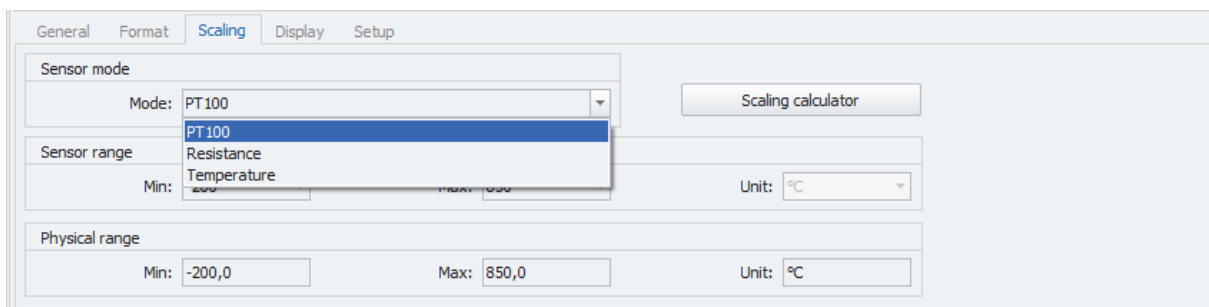 General Format Scaling Display Setup
Sensor mode
Mode: PT100
Scaling calculator
PT100
Resistance
Temperature
Sensor range
Min: Unit: °C
Physical range
Min: -200,0 Max: 850,0 Unit: °C